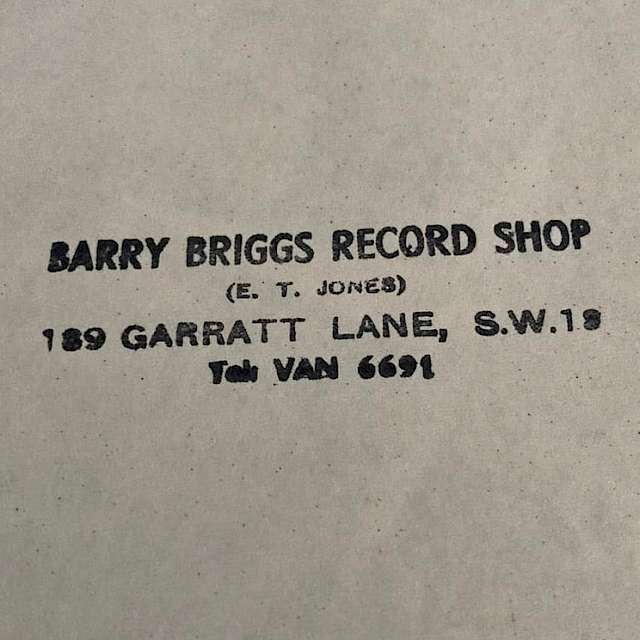 BARRY BRIGGS RECORD SHOP
(E. T. JONES)
189 GARRATT LANE, S.W.18
Tel: VAN 6691